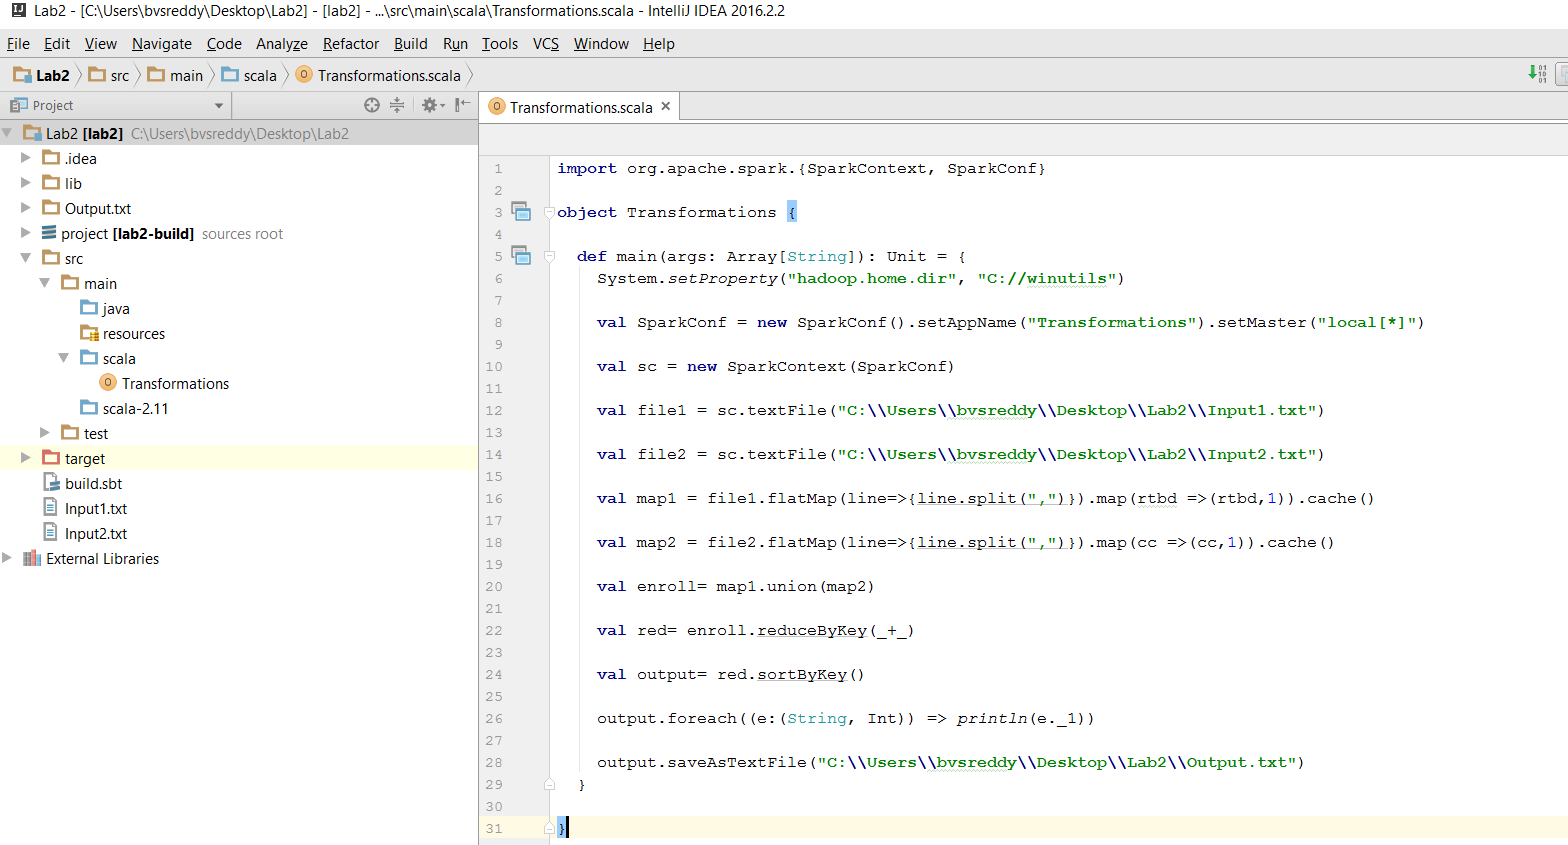 Lab2 - [C:\Users\bvsreddy\Desktop\Lab2] - [lab2] - ...\src\main\scala\Transformations.scala - IntelliJ IDEA 2016.2.2
File Edit View Navigate Code Analyze Refactor Build Run Tools VCS Window Help
Lab2 src main scala Transformations.scala
Project
Lab2 [lab2] C:\Users\bvsreddy\Desktop\Lab2
.idea
lib
Output.txt
project [lab2-build] sources root
src
main
java
resources
scala
Transformations
scala-2.11
test
target
build.sbt
Input1.txt
Input2.txt
External Libraries
Transformations.scala
1 import org.apache.spark.{SparkContext, SparkConf}
2
3 object Transformations {
4
5 def main(args: Array[String]): Unit = {
6 System.setProperty("hadoop.home.dir", "C://winutils")
7
8 val SparkConf = new SparkConf().setAppName("Transformations").setMaster("local[*]")
9
10 val sc = new SparkContext(SparkConf)
11
12 val file1 = sc.textFile("C:\\Users\\bvsreddy\\Desktop\\Lab2\\Input1.txt")
13
14 val file2 = sc.textFile("C:\\Users\\bvsreddy\\Desktop\\Lab2\\Input2.txt")
15
16 val map1 = file1.flatMap(line=>{line.split(",")}).map(rtbd =>(rtbd,1)).cache()
17
18 val map2 = file2.flatMap(line=>{line.split(",")}).map(cc =>(cc,1)).cache()
19
20 val enroll= map1.union(map2)
21
22 val red= enroll.reduceByKey(_+_)
23
24 val output= red.sortByKey()
25
26 output.foreach((e:(String, Int)) => println(e._1))
27
28 output.saveAsTextFile("C:\\Users\\bvsreddy\\Desktop\\Lab2\\Output.txt")
29 }
30
31 }